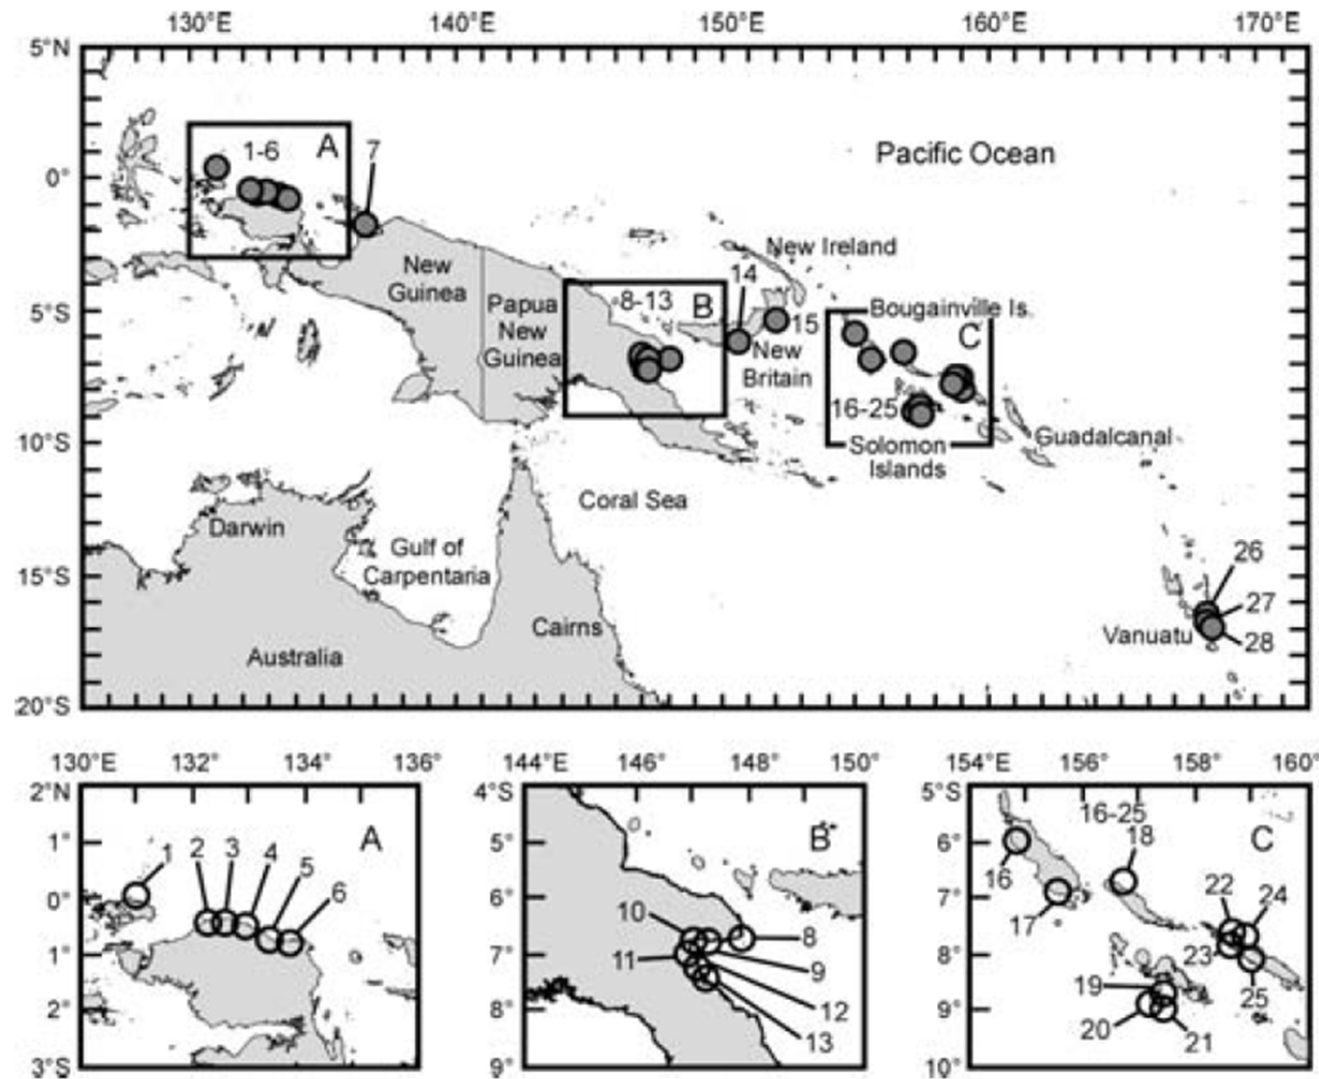 130°E 140°E 150°E 160°E 170°E
5°N
0°
5°S
10°S
15°S
20°S
1-6 A
7
Pacific Ocean
New Ireland
New
Guinea
Papua
New
Guinea
8-13 B
14
15
New
Britain
Bougainville Is.
C
16-25
Solomon
Islands
Guadalcanal
Coral Sea
Darwin
Gulf of
Carpentaria
Cairns
Australia
Vanuatu
26
27
28
130°E 132° 134° 136°
2°N
1°
0°
1°
2°
3°S
A
1 2 3 4 5 6
144°E 146° 148° 150°
4°S
5°
6°
7°
8°
9°
B
10
11
8
9
12
13
154°E 156° 158° 160°
5°S
6°
7°
8°
9°
10°
16-25
C
18
16
17
22 24
23
19
20
21
25